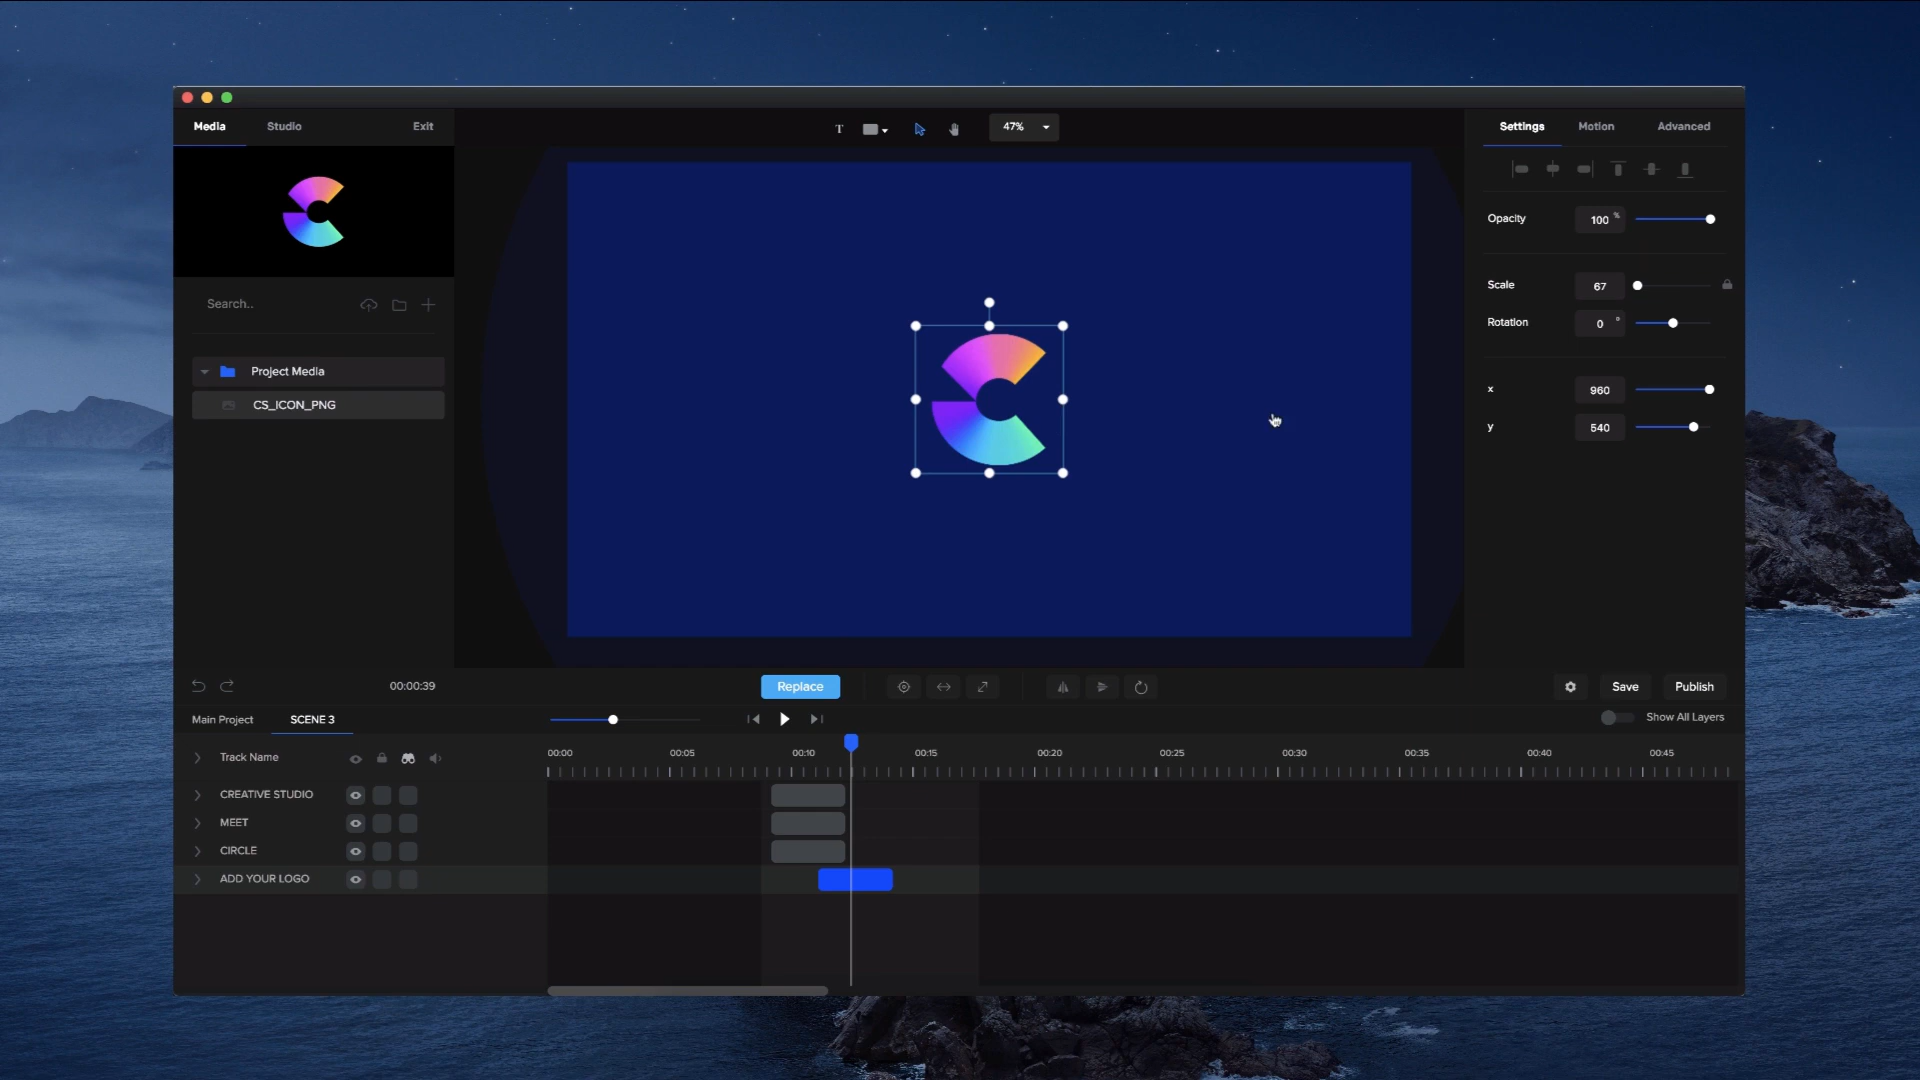 Media Studio Exit
T 47%
Settings Motion Advanced
Opacity 100 %
Search..
Scale 67
Rotation 0 °
Project Media
x 960
CS_ICON_PNG
y 540
00:00:39
Replace
Save Publish
Main Project SCENE 3
Show All Layers
Track Name
00:00 00:05 00:10 00:15 00:20 00:25 00:30 00:35 00:40 00:45
CREATIVE STUDIO
MEET
CIRCLE
ADD YOUR LOGO